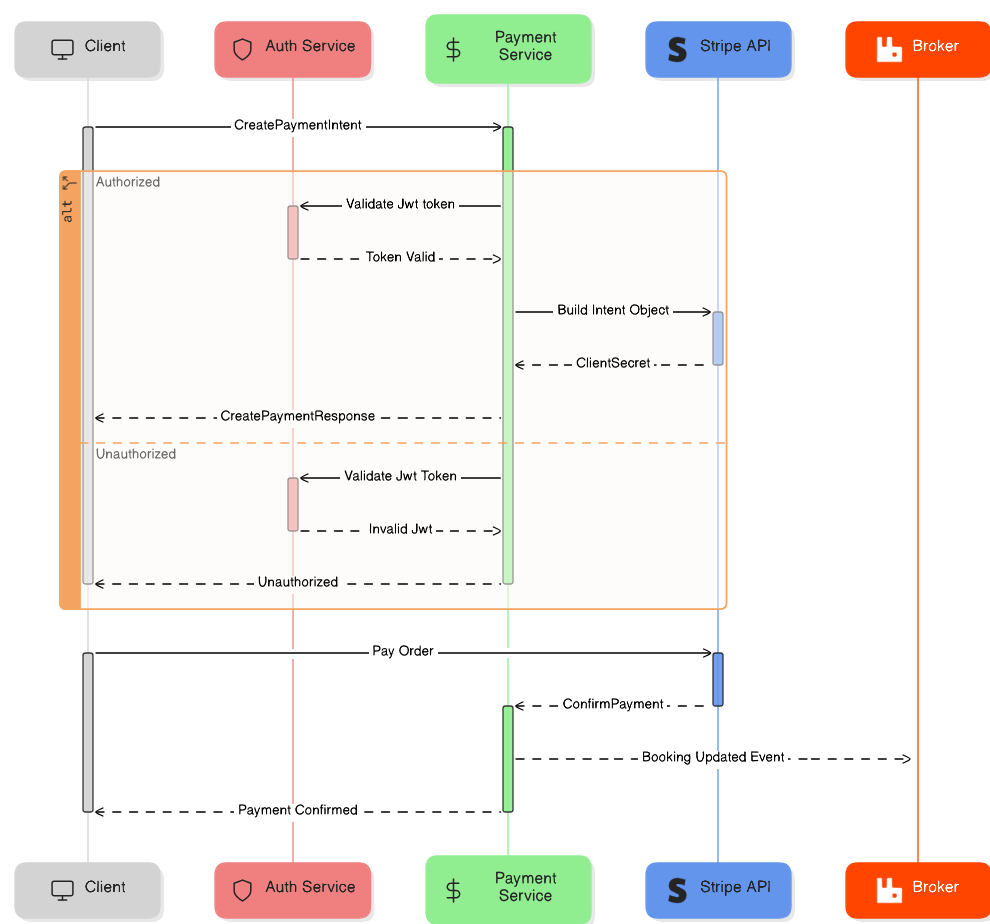 Client
Auth Service
Payment
Service
Stripe API
Broker
CreatePaymentIntent
alt
Authorized
Validate Jwt token
Token Valid
Build Intent Object
ClientSecret
CreatePaymentResponse
Unauthorized
Validate Jwt Token
Invalid Jwt
Unauthorized
Pay Order
ConfirmPayment
Booking Updated Event
Payment Confirmed
Client
Auth Service
Payment
Service
Stripe API
Broker